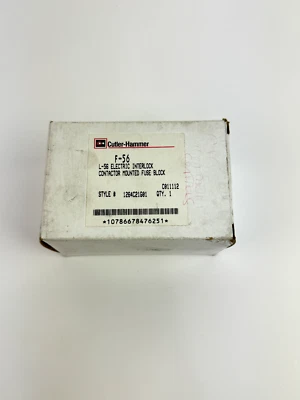 Cutler-Hammer
F-56
L-56 ELECTRIC INTERLOCK
CONTACTOR MOUNTED FUSE BLOCK
C011112
STYLE # 1264C21G01 QTY. 1
*10786678476251*